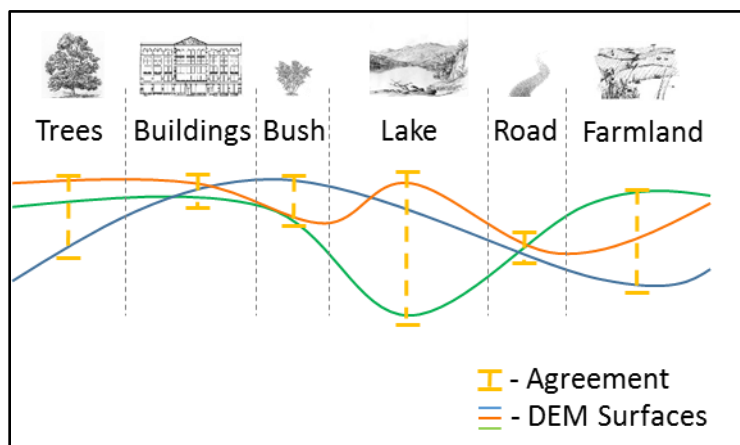 Trees Buildings Bush Lake Road Farmland
- Agreement
- DEM Surfaces